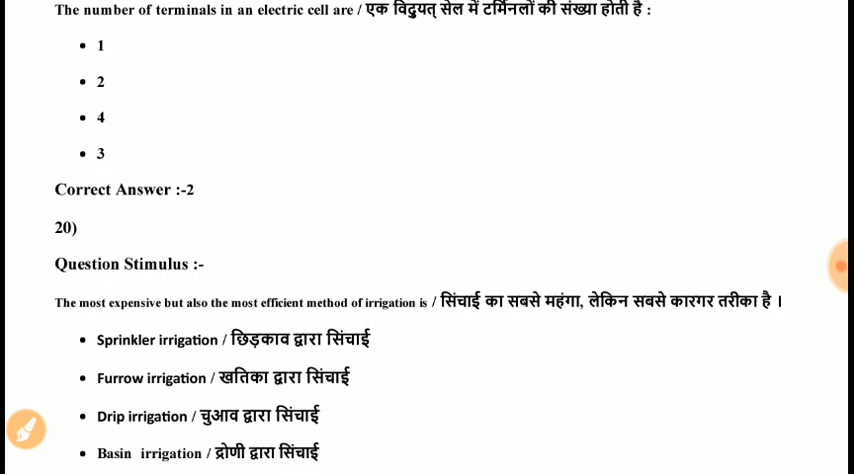 The number of terminals in an electric cell are / एक विद्युयत् सेल में टर्मिनलों की संख्या होती है :
• 1
• 2
• 4
• 3
Correct Answer :-2
20)
Question Stimulus :-
The most expensive but also the most efficient method of irrigation is / सिंचाई का सबसे महंगा, लेकिन सबसे कारगर तरीका है ।
• Sprinkler irrigation / छिड़काव द्वारा सिंचाई
• Furrow irrigation / खतिका द्वारा सिंचाई
• Drip irrigation / चुआव द्वारा सिंचाई
• Basin irrigation / द्रोणी द्वारा सिंचाई